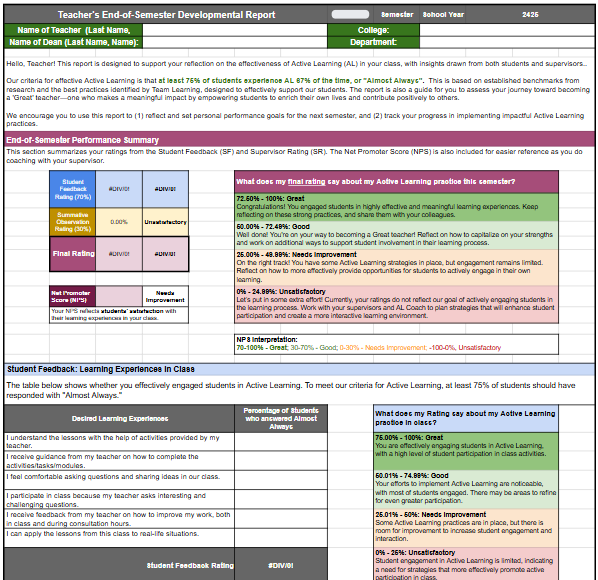 Teacher's End-of-Semester Developmental Report
Semester
School Year
2425
Name of Teacher (Last Name,
College:
Name of Dean (Last Name, Name):
Department:
Hello, Teacher! This report is designed to support your reflection on the effectiveness of Active Learning (AL) in your class, with insights drawn from both students and supervisors..
Our criteria for effective Active Learning is that at least 75% of students experience AL 67% of the time, or "Almost Always". This is based on established benchmarks from
research and the best practices identified by Team Learning, designed to effectively support our students. The report is also a guide for you to assess your journey toward becoming
a 'Great' teacher—one who makes a meaningful impact by empowering students to enrich their own lives and contribute positively to others.
We encourage you to use this report to (1) reflect and set personal performance goals for the next semester, and (2) track your progress in implementing impactful Active Learning
practices.
End-of-Semester Performance Summary
This section summarizes your ratings from the Student Feedback (SF) and Supervisor Rating (SR). The Net Promoter Score (NPS) is also included for easier reference as you do
coaching with your supervisor.
Student
Feedback
Rating (70%)
#DIV/0!
#DIV/0!
Summative
Observation
Rating (30%)
0.00%
Unsatisfactory
Final Rating
#DIV/0!
#DIV/0!
Net Promoter
Score (NPS)
Needs
Improvement
Your NPS reflects students' satisfaction with
their learning experiences in your class.
What does my final rating say about my Active Learning practice this semester?
72.50% - 100%: Great
Congratulations! You engaged students in highly effective and meaningful learning experiences. Keep
reflecting on these strong practices, and share them with your colleagues.
50.00% - 72.49%: Good
Well done! You're on your way to becoming a Great teacher! Reflect on how to capitalize on your strengths
and work on additional ways to support student involvement in their learning process.
25.00% - 49.99%: Needs Improvement
On the right track! You have some Active Learning strategies in place, but engagement remains limited.
Reflect on how to more effectively provide opportunities for students to actively engage in their own
learning.
0% - 24.99%: Unsatisfactory
Let's put in some extra effort! Currently, your ratings do not reflect our goal of actively engaging students in
the learning process. Work with your supervisors and AL Coach to plan strategies that will enhance student
participation and create a more interactive learning environment.
NPS Interpretation:
70-100% - Great; 30-70% - Good; 0-30% - Needs Improvement; -100-0%, Unsatisfactory
Student Feedback: Learning Experiences in Class
The table below shows whether you effectively engaged students in Active Learning. To meet our criteria for Active Learning, at least 75% of students should have
responded with "Almost Always."
Desired Learning Experiences
Percentage of Students
who answered Almost
Always
I understand the lessons with the help of activities provided by my
teacher.
I receive guidance from my teacher on how to complete the
activities/tasks/modules.
I feel comfortable asking questions and sharing ideas in our class.
I participate in class because my teacher asks interesting and
challenging questions.
I receive feedback from my teacher on how to improve my work, both
in class and during consultation hours.
I can apply the lessons from this class to real-life situations.
Student Feedback Rating
#DIV/0!
What does my Rating say about my Active Learning
practice in class?
75.00% - 100%: Great
You are effectively engaging students in Active Learning,
with a high level of student participation in class activities.
50.01% - 74.99%: Good
Your efforts to implement Active Learning are noticeable,
with most of students engaged. There may be areas to refine
for even greater participation.
25.01% - 50%: Needs Improvement
Some Active Learning practices are in place, but there is
room for improvement to increase student engagement and
interaction.
0% - 25%: Unsatisfactory
Student engagement in Active Learning is limited, indicating
a need for strategies that more effectively promote active
participation in class.